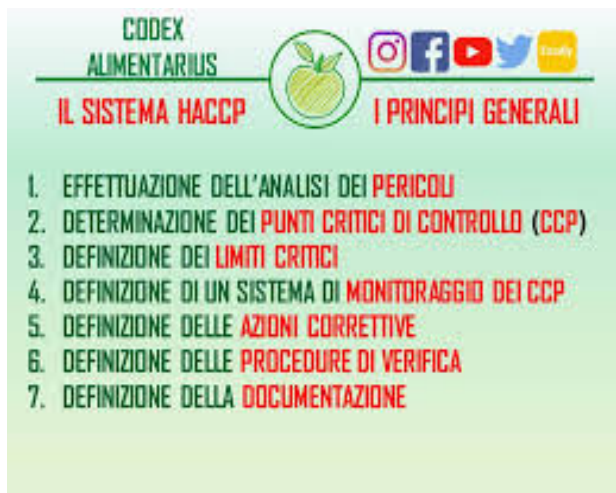 CODEX
ALIMENTARIUS
IL SISTEMA HACCP
I PRINCIPI GENERALI
1. EFFETTUAZIONE DELL'ANALISI DEI PERICOLI
2. DETERMINAZIONE DEI PUNTI CRITICI DI CONTROLLO (CCP)
3. DEFINIZIONE DEI LIMITI CRITICI
4. DEFINIZIONE DI UN SISTEMA DI MONITORAGGIO DEI CCP
5. DEFINIZIONE DELLE AZIONI CORRETTIVE
6. DEFINIZIONE DELLE PROCEDURE DI VERIFICA
7. DEFINIZIONE DELLA DOCUMENTAZIONE